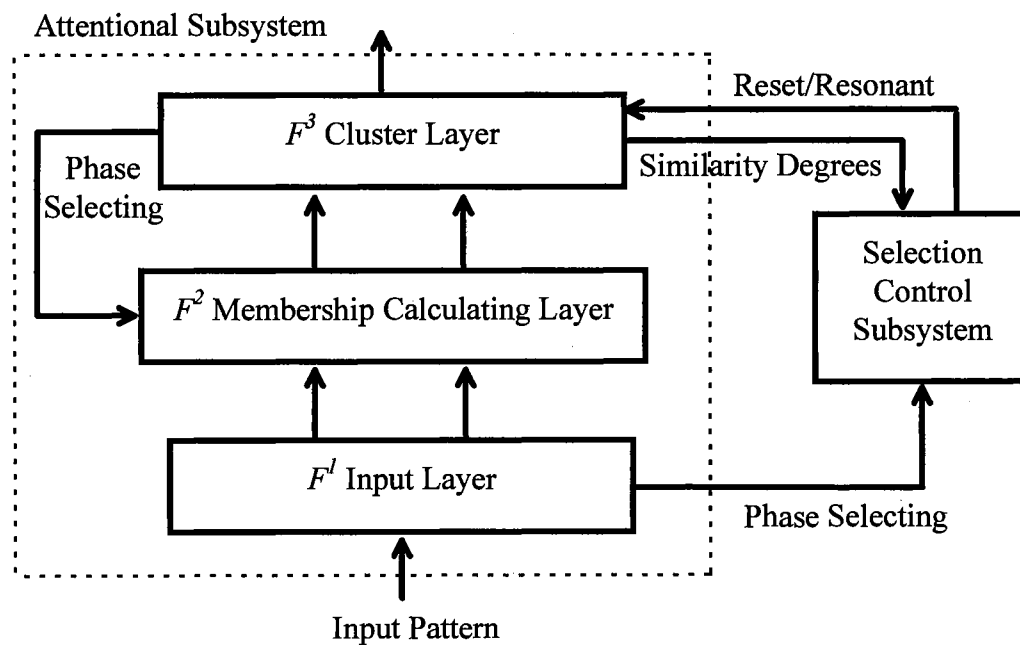 Attentional Subsystem
Reset/Resonant
F³ Cluster Layer
Similarity Degrees
Phase
Selecting
Selection
Control
Subsystem
F² Membership Calculating Layer
F¹ Input Layer
Phase Selecting
Input Pattern